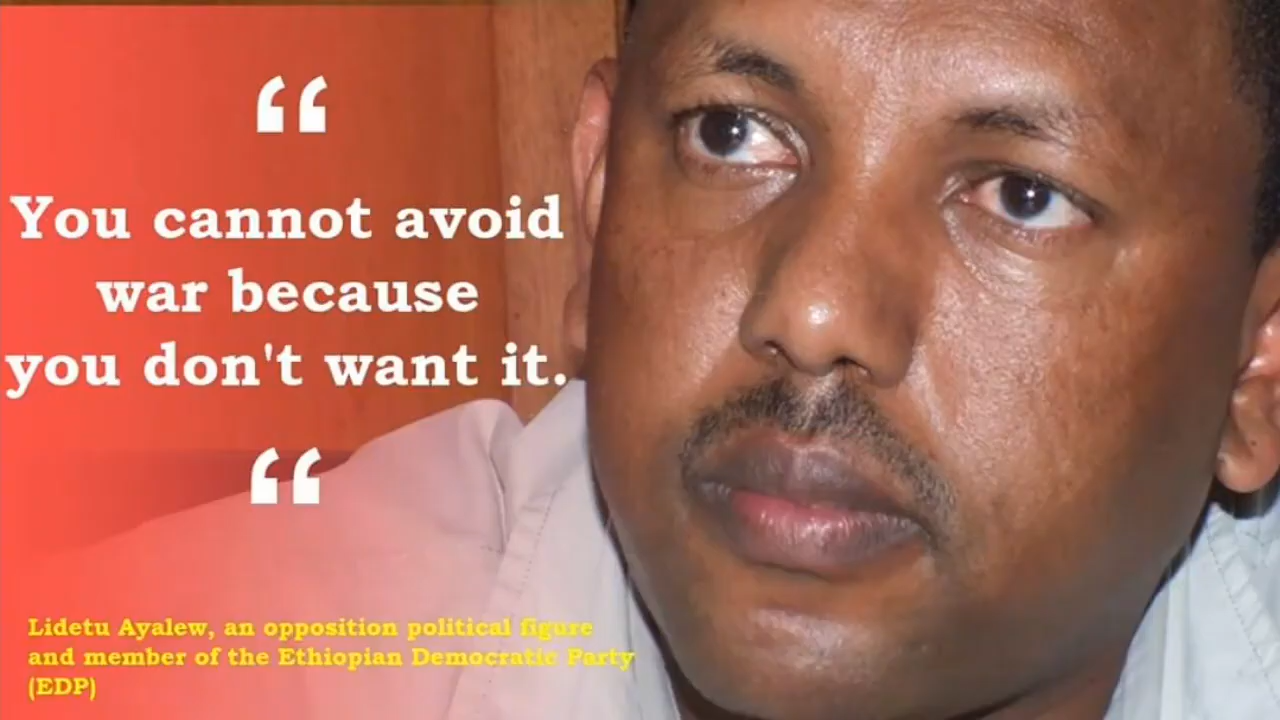 “
You cannot avoid
war because
you don't want it.
“
Lidetu Ayalew, an opposition political figure
and member of the Ethiopian Democratic Party
(EDP)